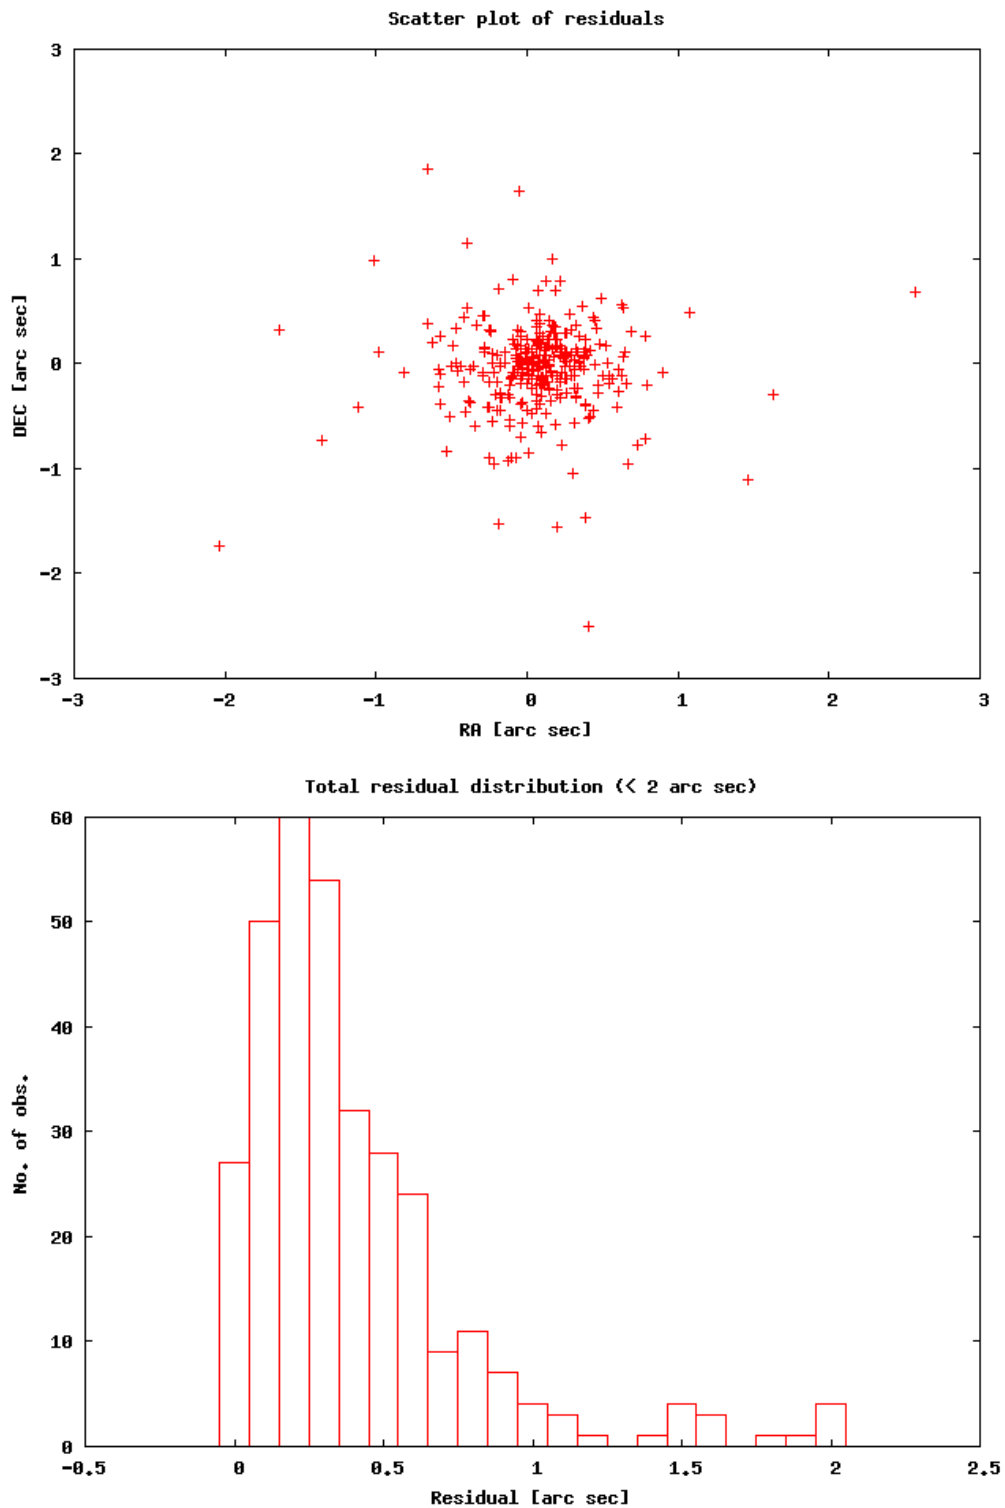 Scatter plot of residuals
3
2
1
0
-1
-2
-3
DEC [arc sec]
-3 -2 -1 0 1 2 3
RA [arc sec]
Total residual distribution (< 2 arc sec)
60
50
40
30
20
10
0
No. of obs.
-0.5 0 0.5 1 1.5 2 2.5
Residual [arc sec]